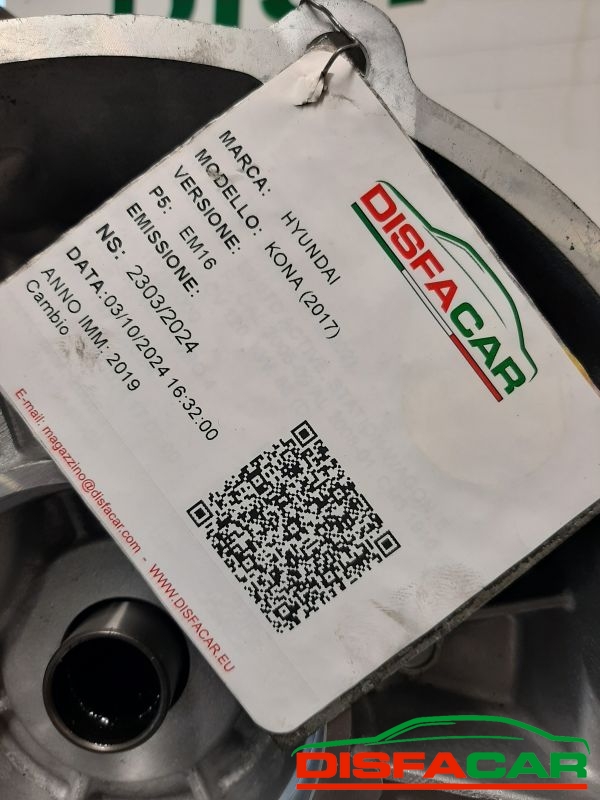 DISFACAR
MARCA: HYUNDAI
MODELLO: KONA (2017)
VERSIONE:
P5: EM16
EMISSIONE:
NS: 2303/2024
DATA:03/10/2024 16:32:00
ANNO IMM: 2019
Cambio
E-mail: magazzino@disfacar.com - WWW.DISFACAR.EU
DISFACAR